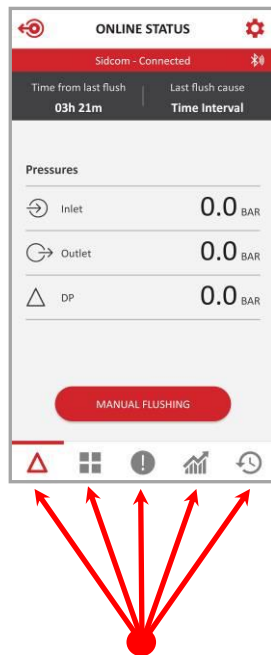 ONLINE STATUS
Sidcom - Connected
Time from last flush
03h 21m
Last flush cause
Time Interval
Pressures
Inlet 0.0 BAR
Outlet 0.0 BAR
DP 0.0 BAR
MANUAL FLUSHING